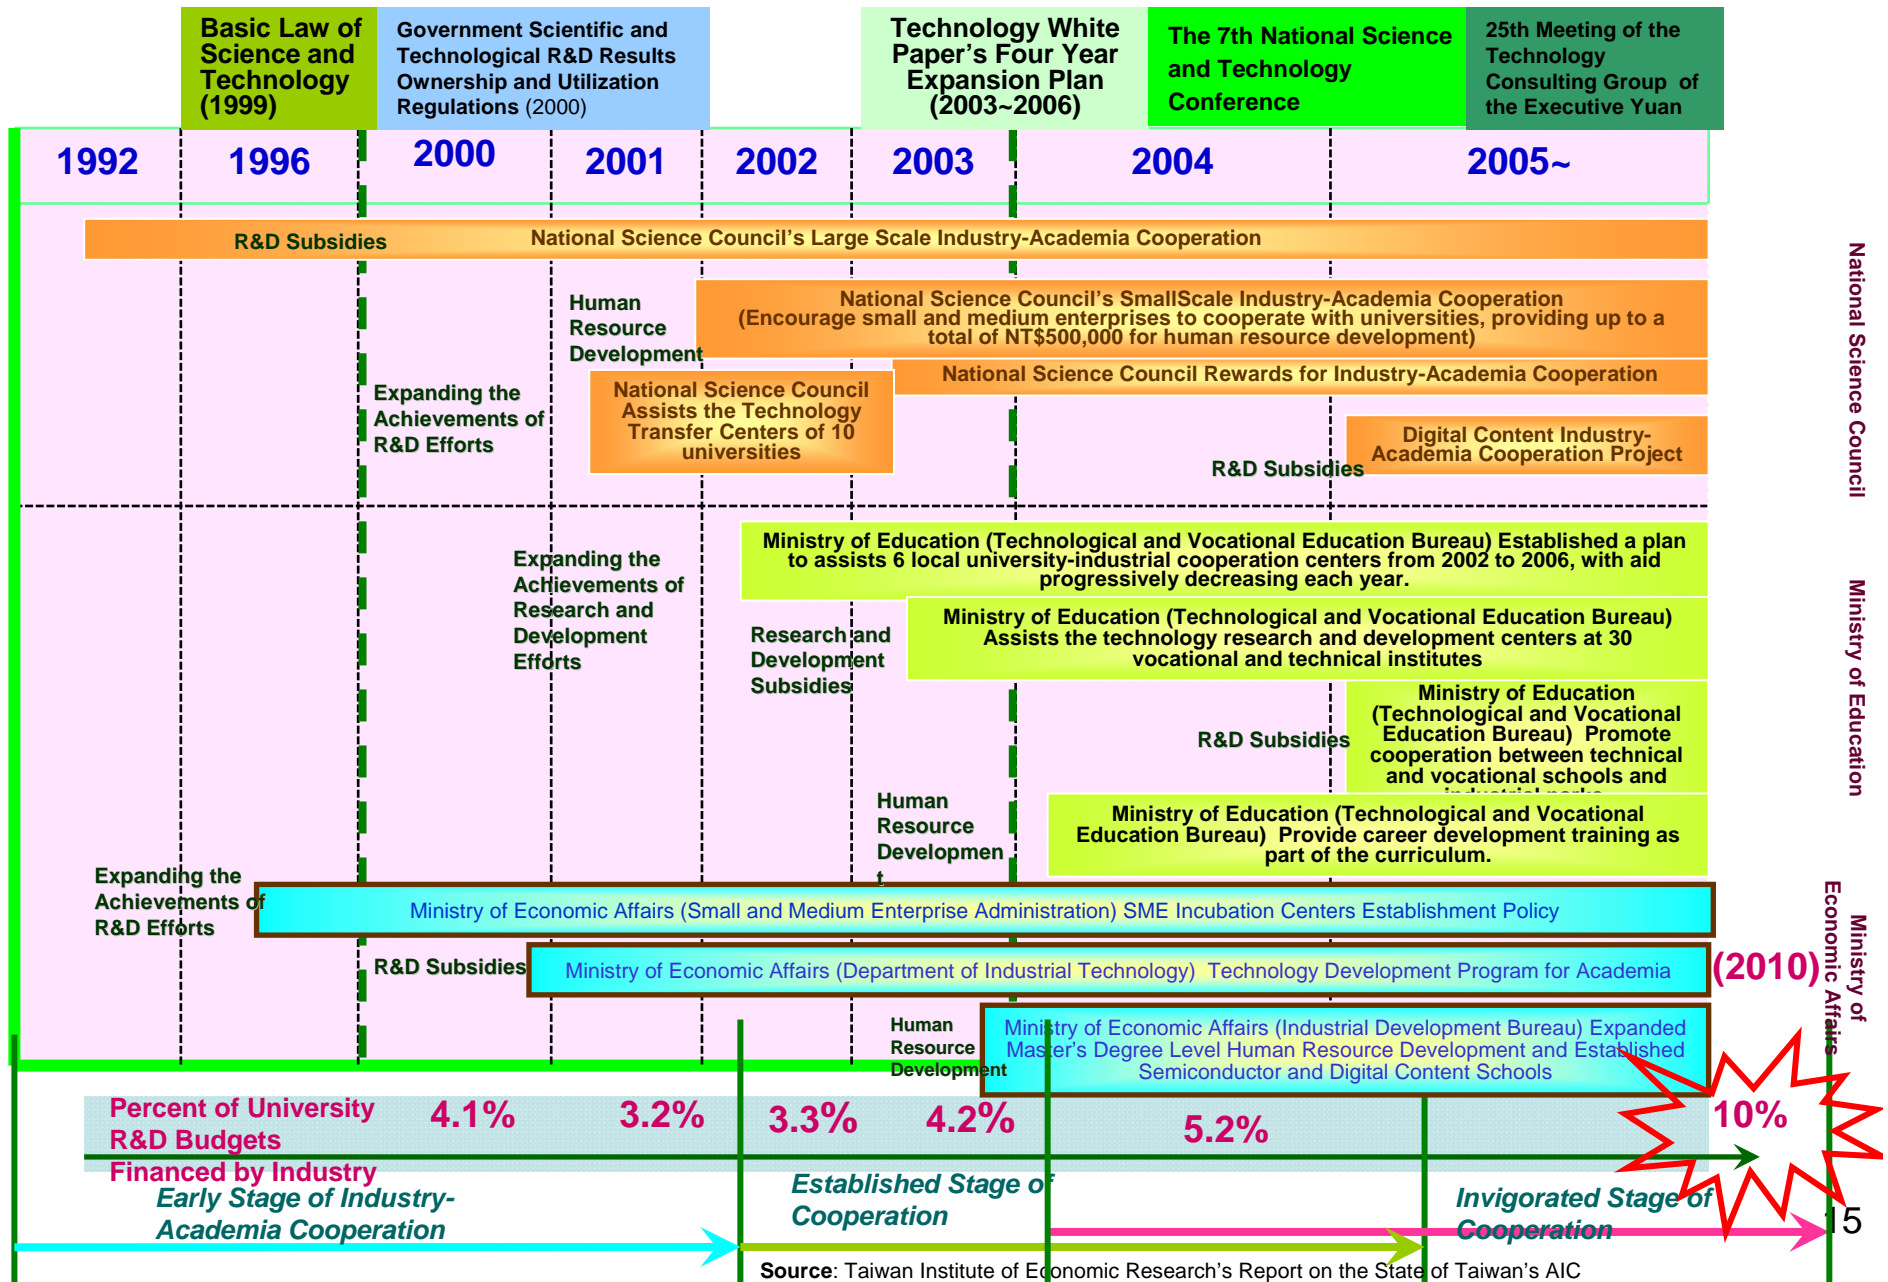 Basic Law of
Science and
Technology
(1999)
Government Scientific and
Technological R&D Results
Ownership and Utilization
Regulations (2000)
Technology White
Paper's Four Year
Expansion Plan
(2003~2006)
The 7th National Science
and Technology
Conference
25th Meeting of the
Technology
Consulting Group of
the Executive Yuan
1992
1996
2000
2001
2002
2003
2004
2005~
R&D Subsidies
National Science Council's Large Scale Industry-Academia Cooperation
Human
Resource
Development
National Science Council's SmallScale Industry-Academia Cooperation
(Encourage small and medium enterprises to cooperate with universities, providing up to a
total of NT$500,000 for human resource development)
National Science Council Rewards for Industry-Academia Cooperation
Expanding the
Achievements of
R&D Efforts
National Science Council
Assists the Technology
Transfer Centers of 10
universities
R&D Subsidies
Digital Content Industry-
Academia Cooperation Project
National Science Council
Expanding the
Achievements of
Research and
Development
Efforts
Ministry of Education (Technological and Vocational Education Bureau) Established a plan
to assists 6 local university-industrial cooperation centers from 2002 to 2006, with aid
progressively decreasing each year.
Research and
Development
Subsidies
Ministry of Education (Technological and Vocational Education Bureau)
Assists the technology research and development centers at 30
vocational and technical institutes
R&D Subsidies
Ministry of Education
(Technological and Vocational
Education Bureau) Promote
cooperation between technical
and vocational schools and
industrial parks
Human
Resource
Developmen
t
Ministry of Education (Technological and Vocational
Education Bureau) Provide career development training as
part of the curriculum.
Ministry of Education
Expanding the
Achievements of
R&D Efforts
Ministry of Economic Affairs (Small and Medium Enterprise Administration) SME Incubation Centers Establishment Policy
R&D Subsidies
Ministry of Economic Affairs (Department of Industrial Technology) Technology Development Program for Academia
(2010)
Human
Resource
Development
Ministry of Economic Affairs (Industrial Development Bureau) Expanded
Master's Degree Level Human Resource Development and Established
Semiconductor and Digital Content Schools
Ministry of
Economic Affairs
Percent of University
R&D Budgets
Financed by Industry
4.1%
3.2%
3.3%
4.2%
5.2%
10%
Early Stage of Industry-
Academia Cooperation
Established Stage of
Cooperation
Invigorated Stage of
Cooperation
15
Source: Taiwan Institute of Economic Research's Report on the State of Taiwan's AIC